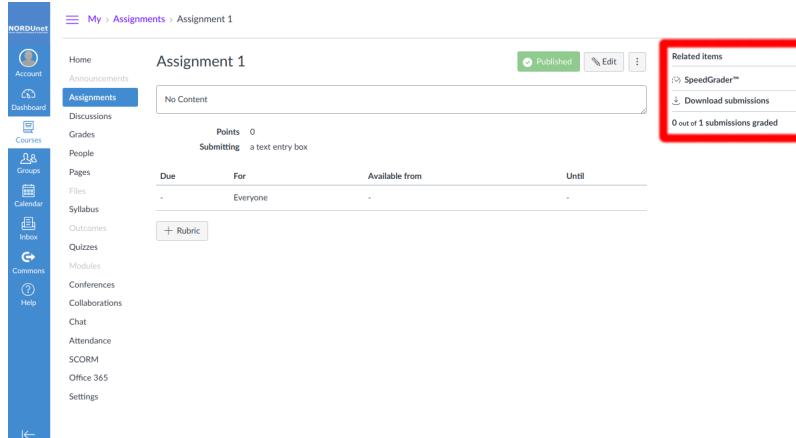 NORDUnet
Account
Dashboard
Courses
Groups
Calendar
Inbox
Commons
Help
My › Assignments › Assignment 1
Home
Announcements
Assignments
Discussions
Grades
People
Pages
Files
Syllabus
Outcomes
Quizzes
Modules
Conferences
Collaborations
Chat
Attendance
SCORM
Office 365
Settings
Assignment 1
Published
Edit
No Content
Points 0
Submitting a text entry box
Due For Available from Until
- Everyone - -
+ Rubric
Related items
SpeedGrader™
Download submissions
0 out of 1 submissions graded